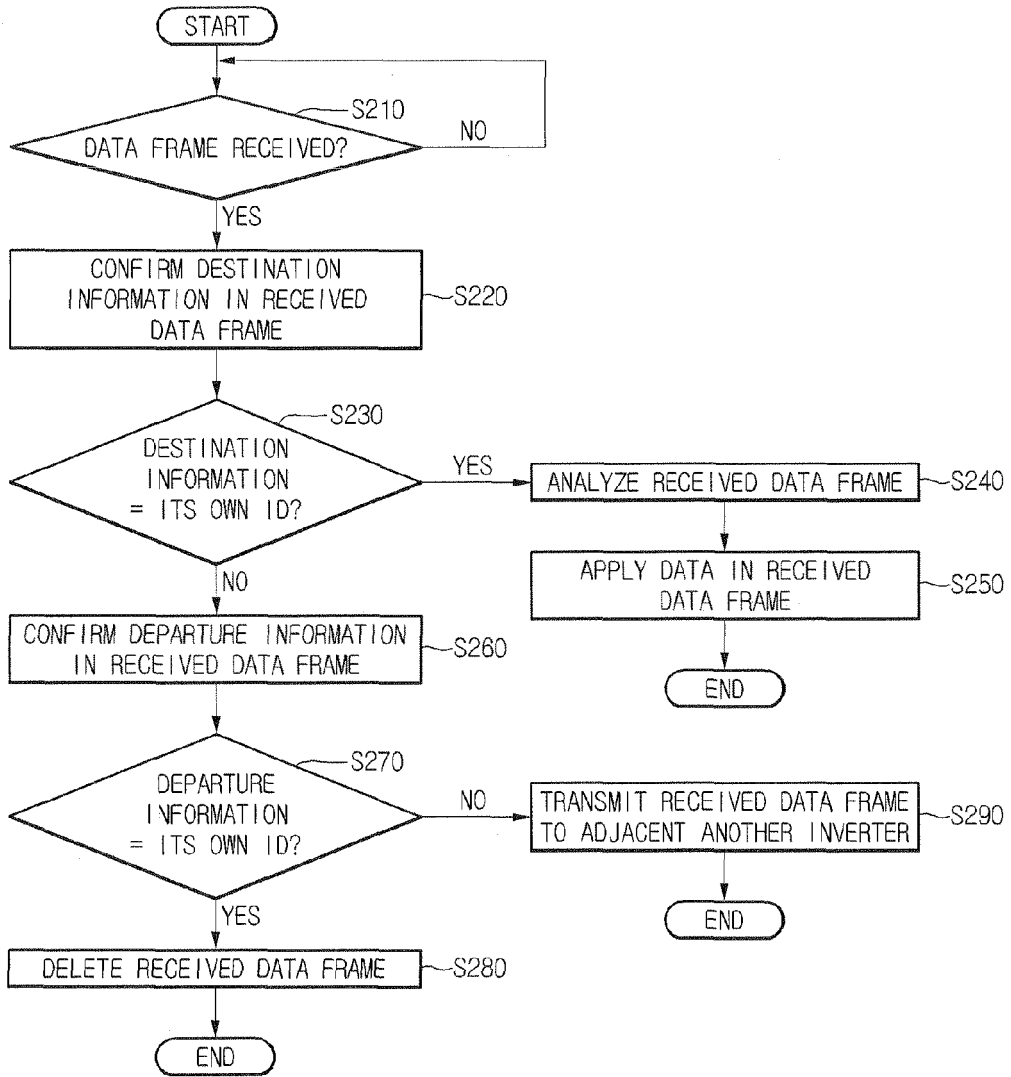 START
S210
DATA FRAME RECEIVED?
NO
YES
CONFIRM DESTINATION
INFORMATION IN RECEIVED
DATA FRAME
S220
S230
DESTINATION
INFORMATION
= ITS OWN ID?
YES
ANALYZE RECEIVED DATA FRAME
S240
APPLY DATA IN RECEIVED
DATA FRAME
S250
END
NO
CONFIRM DEPARTURE INFORMATION
IN RECEIVED DATA FRAME
S260
S270
DEPARTURE
INFORMATION
= ITS OWN ID?
NO
TRANSMIT RECEIVED DATA FRAME
TO ADJACENT ANOTHER INVERTER
S290
END
YES
DELETE RECEIVED DATA FRAME
S280
END